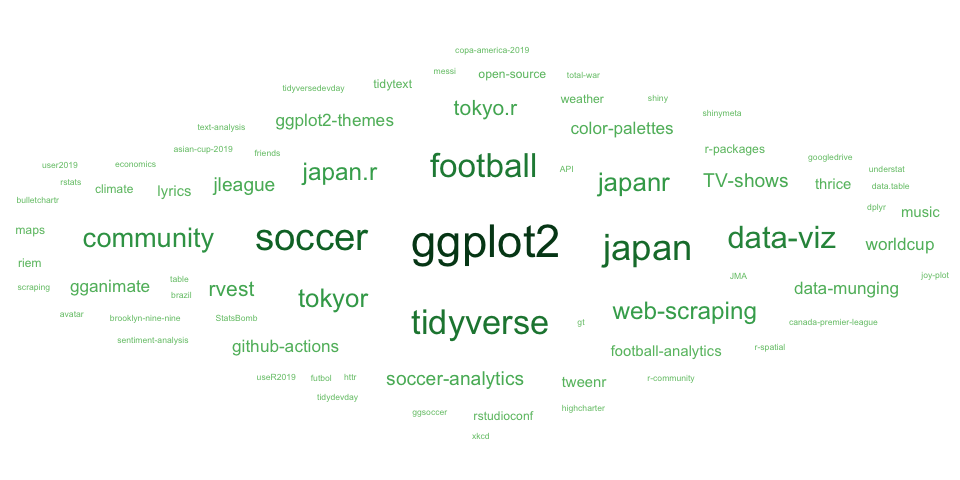 copa-america-2019
messi
open-source
total-war
tidyversedevday
tidytext
tokyo.r
weather
shiny
shinymeta
text-analysis
ggplot2-themes
color-palettes
asian-cup-2019
friends
football
r-packages
googledrive
user2019
economics
japan.r
API
understat
rstats
climate
lyrics
jleague
japanr
TV-shows
thrice
data.table
bulletchartr
dplyr
music
maps
community
soccer
ggplot2
japan
data-viz
worldcup
riem
scraping
gganimate
table
brazil
rvest
tokyor
JMA
data-munging
joy-plot
avatar
brooklyn-nine-nine
StatsBomb
tidyverse
gt
web-scraping
canada-premier-league
sentiment-analysis
github-actions
football-analytics
r-spatial
useR2019
futbol
httr
soccer-analytics
tweenr
r-community
tidydevday
ggsoccer
rstudioconf
highcharter
xkcd